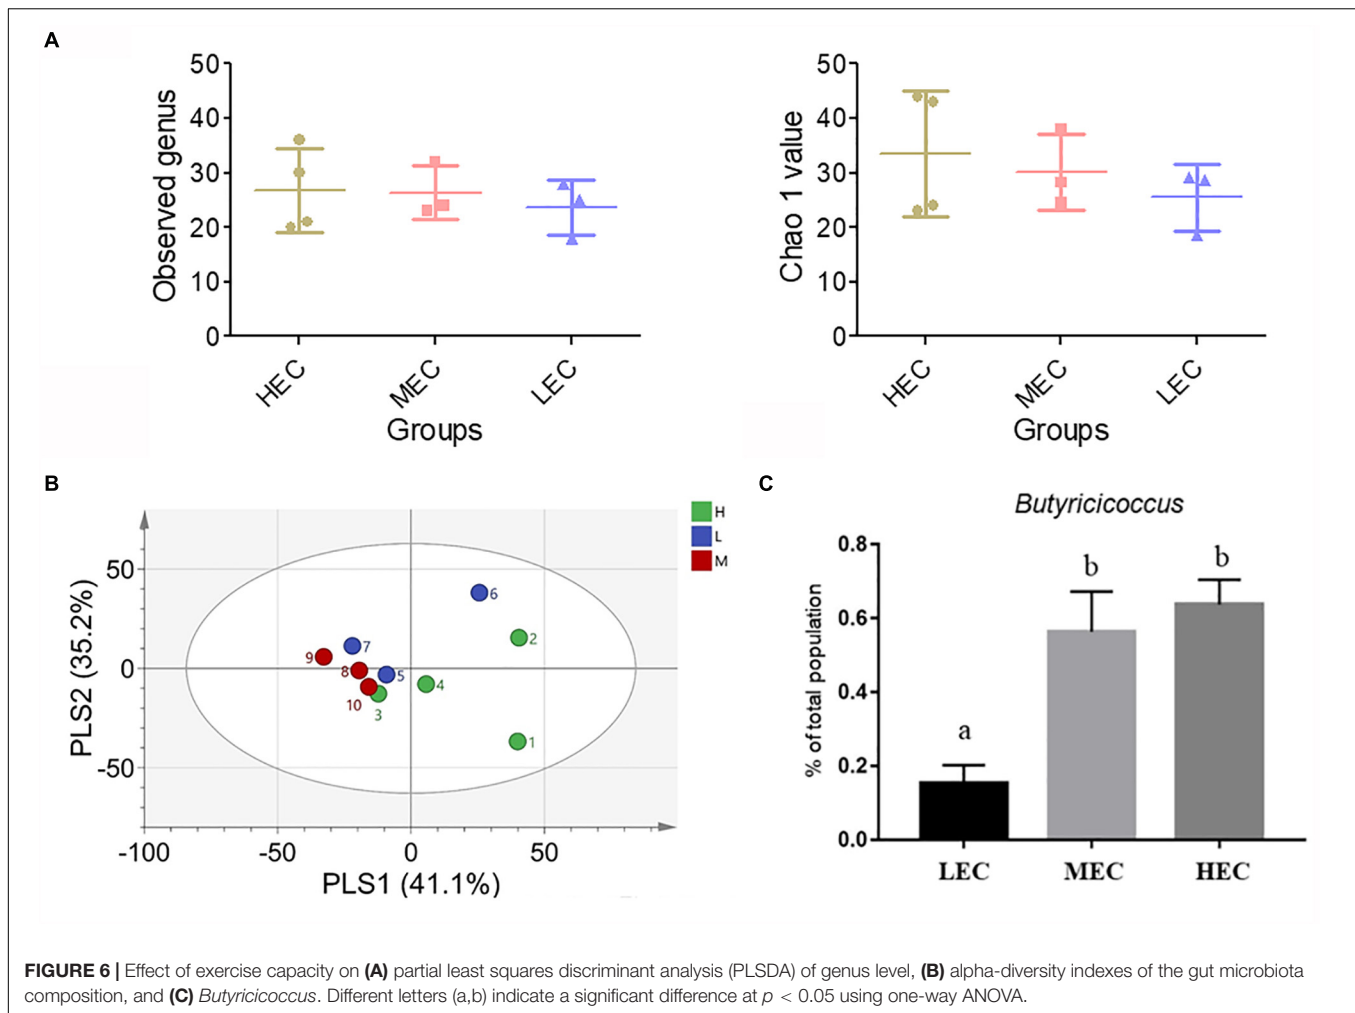 A
50
40
30
20
10
0
Observed genus
HEC
MEC
LEC
Groups
50
40
30
20
10
0
Chao 1 value
HEC
MEC
LEC
Groups
B
H
L
M
50
0
-50
PLS2 (35.2%)
6
2
7
9
8
5
4
10
3
1
-100
-50
0
50
PLS1 (41.1%)
C
Butyricicoccus
0.8
0.6
0.4
0.2
0.0
% of total population
a
b
b
LEC
MEC
HEC
FIGURE 6 | Effect of exercise capacity on (A) partial least squares discriminant analysis (PLSDA) of genus level, (B) alpha-diversity indexes of the gut microbiota
composition, and (C) Butyricicoccus. Different letters (a,b) indicate a significant difference at p < 0.05 using one-way ANOVA.